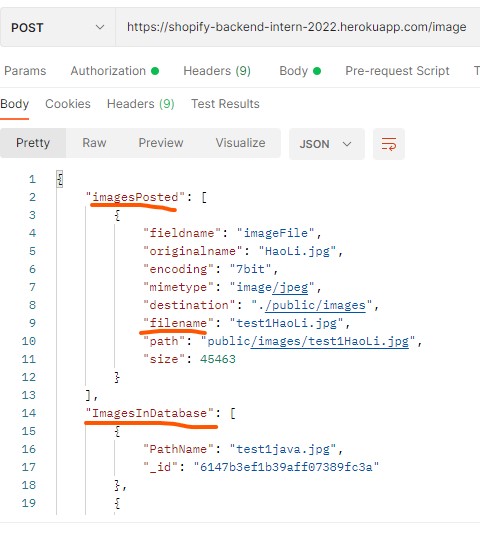 POST https://shopify-backend-intern-2022.herokuapp.com/image
Params Authorization Headers (9) Body Pre-request Script T
Body Cookies Headers (9) Test Results
Pretty Raw Preview Visualize JSON
1 {
2 "imagesPosted": [
3 {
4 "fieldname": "imageFile",
5 "originalname": "HaoLi.jpg",
6 "encoding": "7bit",
7 "mimetype": "image/jpeg",
8 "destination": "./public/images",
9 "filename": "test1HaoLi.jpg",
10 "path": "public/images/test1HaoLi.jpg",
11 "size": 45463
12 }
13 ],
14 "ImagesInDatabase": [
15 {
16 "PathName": "test1java.jpg",
17 "_id": "6147b3ef1b39aff07389fc3a"
18 },
19 {